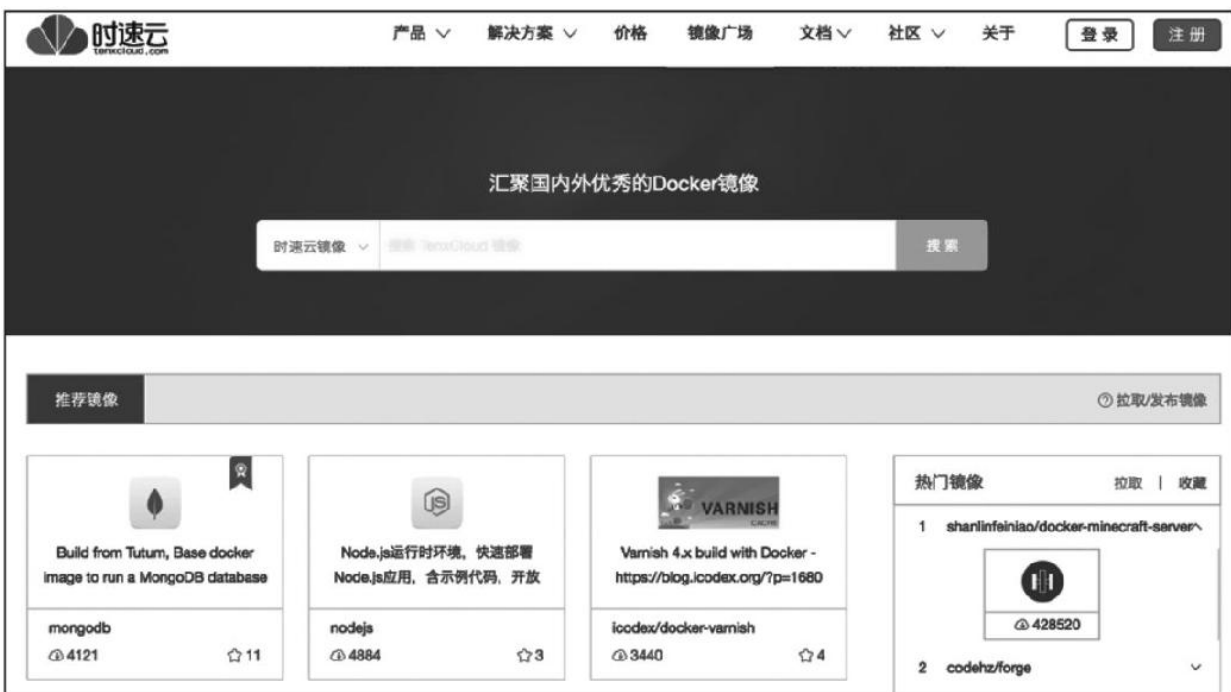 时速云
tenxcloud.com
产品
解决方案
价格
镜像广场
文档
社区
关于
登录
注册
汇聚国内外优秀的Docker镜像
时速云镜像
搜索 TenxCloud 镜像
搜索
推荐镜像
拉取/发布镜像
Build from Tutum, Base docker
image to run a MongoDB database
mongodb
4121
11
Node.js运行时环境，快速部署
Node.js应用，含示例代码，开放
nodejs
4884
3
VARNISH
CACHE
Varnish 4.x build with Docker -
https://blog.icodex.org/?p=1680
icodex/docker-varnish
3440
4
热门镜像
拉取 | 收藏
1 shanlinfeiniao/docker-minecraft-server
428520
2 codehz/forge